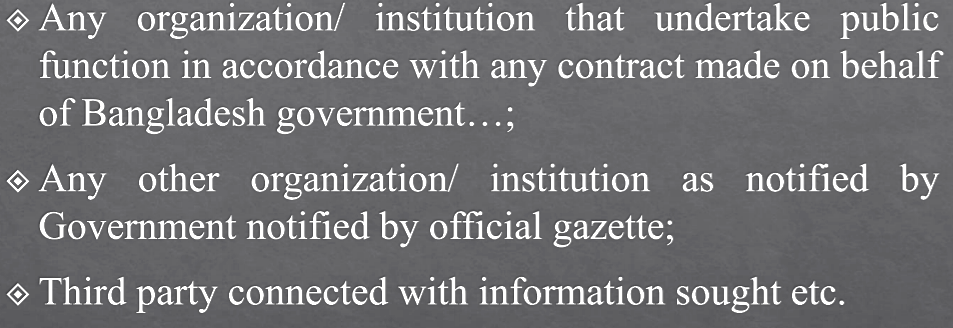 Any organization/ institution that undertake public
function in accordance with any contract made on behalf
of Bangladesh government…;
Any other organization/ institution as notified by
Government notified by official gazette;
Third party connected with information sought etc.